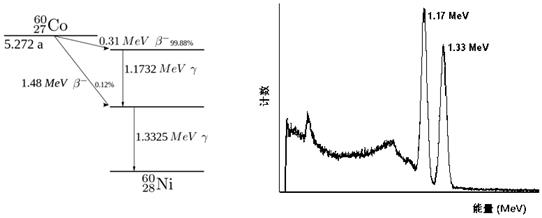 60
27Co
5.272 a
0.31 MeV β−99.88%
1.1732 MeV γ
1.48 MeV β−0.12%
1.3325 MeV γ
60
28Ni
1.17 MeV
1.33 MeV
计数
能量 (MeV)